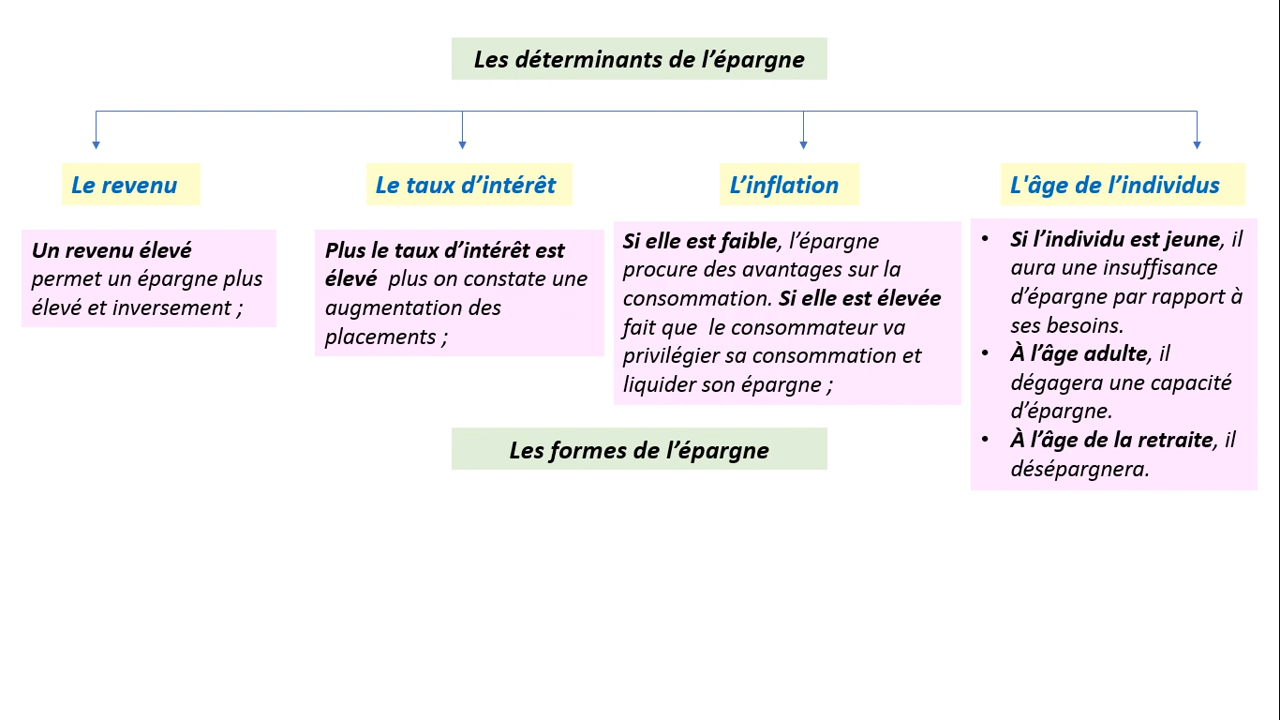 Les déterminants de l’épargne
Le revenu
Le taux d’intérêt
L’inflation
L'âge de l’individus
Un revenu élevé
permet un épargne plus
élevé et inversement ;
Plus le taux d’intérêt est
élevé plus on constate une
augmentation des
placements ;
Si elle est faible, l’épargne
procure des avantages sur la
consommation. Si elle est élevée
fait que le consommateur va
privilégier sa consommation et
liquider son épargne ;
• Si l’individu est jeune, il
aura une insuffisance
d’épargne par rapport à
ses besoins.
• À l’âge adulte, il
dégagera une capacité
d’épargne.
• À l’âge de la retraite, il
désépargnera.
Les formes de l’épargne